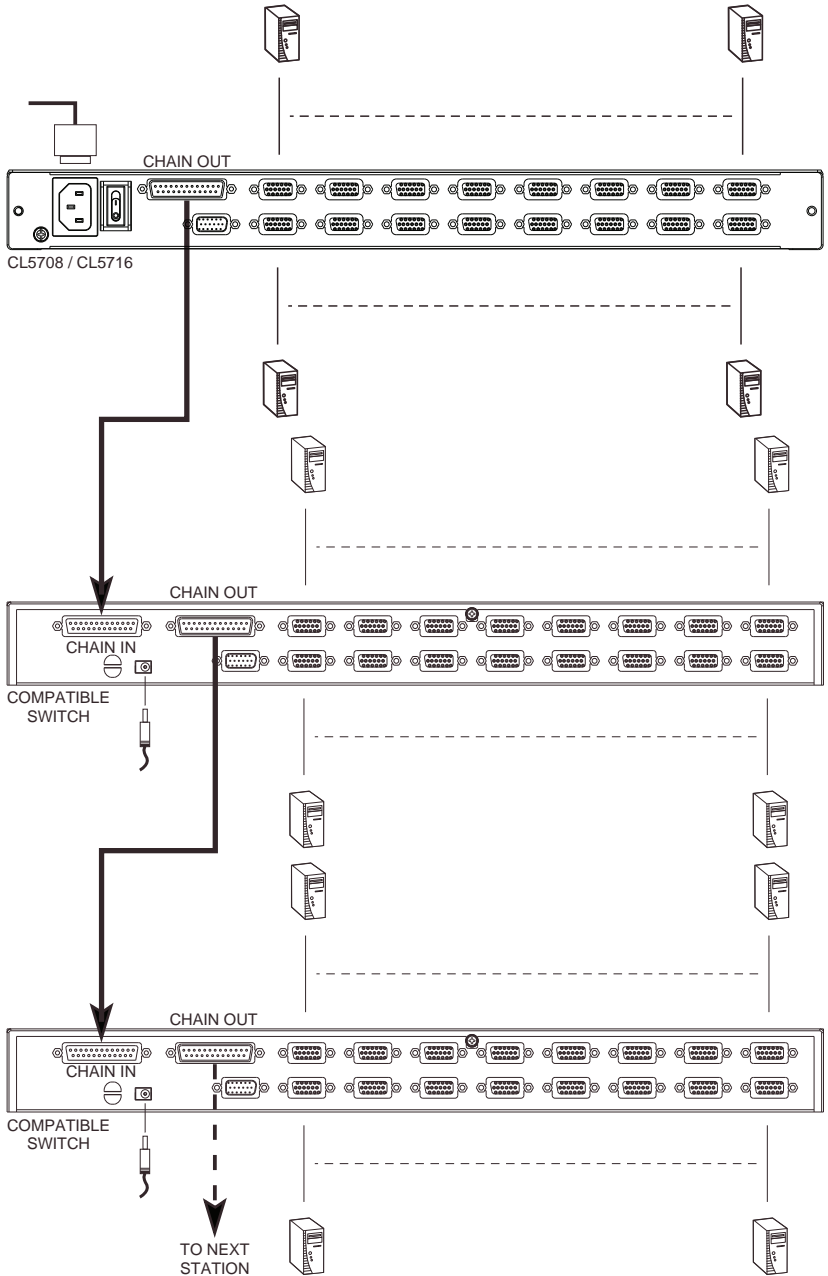 CHAIN OUT
CL5708 / CL5716
CHAIN OUT
CHAIN IN
COMPATIBLE
SWITCH
CHAIN OUT
CHAIN IN
COMPATIBLE
SWITCH
TO NEXT
STATION